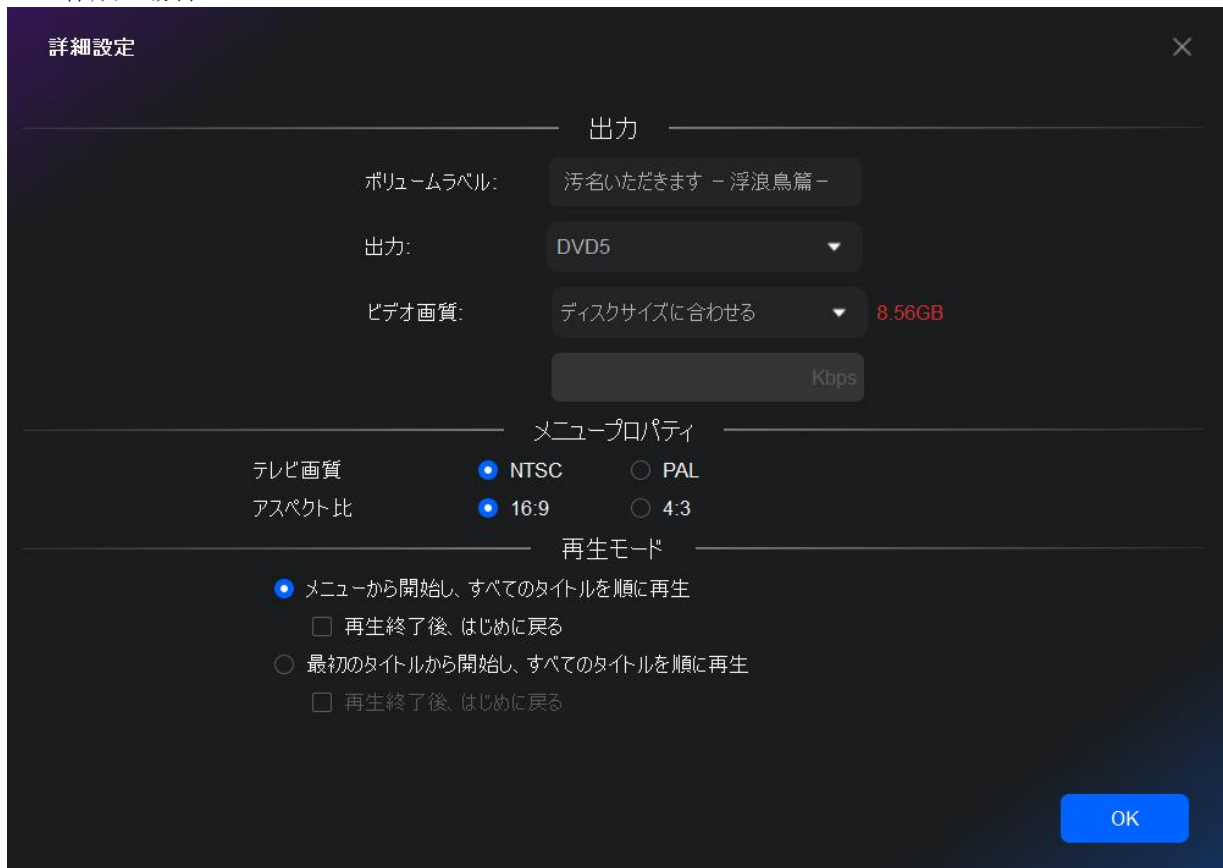 詳細設定
出力
ボリュームラベル: 汚名いただきます －浮浪鳥篇－
出力: DVD5
ビデオ画質: ディスクサイズに合わせる 8.56GB
Kbps
メニュープロパティ
テレビ画質 NTSC PAL
アスペクト比 16:9 4:3
再生モード
メニューから開始し、すべてのタイトルを順に再生
再生終了後、はじめに戻る
最初のタイトルから開始し、すべてのタイトルを順に再生
再生終了後、はじめに戻る
OK